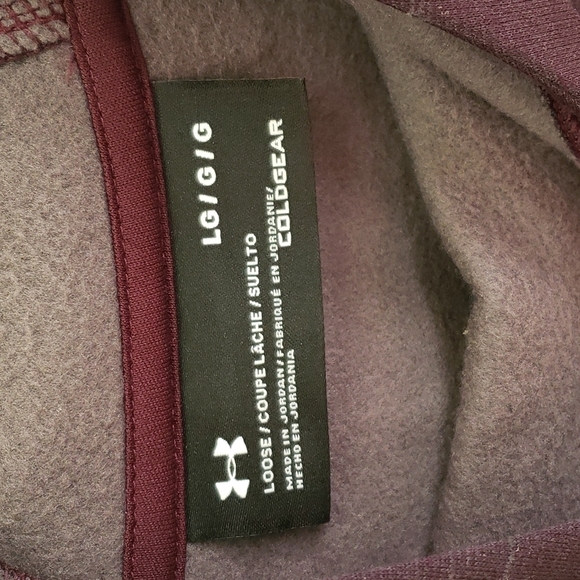 LG / G / G
LOOSE / COUPE LÂCHE / SUELTO
MADE IN JORDAN / FABRIQUÉ EN JORDANIE/
HECHO EN JORDANIA
COLDGEAR